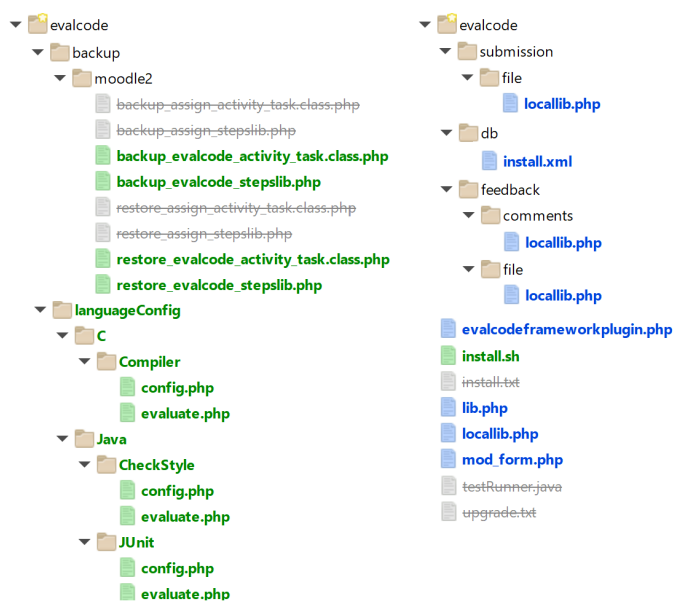 evalcode
backup
moodle2
backup_assign_activity_task.class.php
backup_assign_stepslib.php
backup_evalcode_activity_task.class.php
backup_evalcode_stepslib.php
restore_assign_activity_task.class.php
restore_assign_stepslib.php
restore_evalcode_activity_task.class.php
restore_evalcode_stepslib.php
languageConfig
C
Compiler
config.php
evaluate.php
Java
CheckStyle
config.php
evaluate.php
JUnit
config.php
evaluate.php
evalcode
submission
file
locallib.php
db
install.xml
feedback
comments
locallib.php
file
locallib.php
evalcodeframeworkplugin.php
install.sh
install.txt
lib.php
locallib.php
mod_form.php
testRunner.java
upgrade.txt